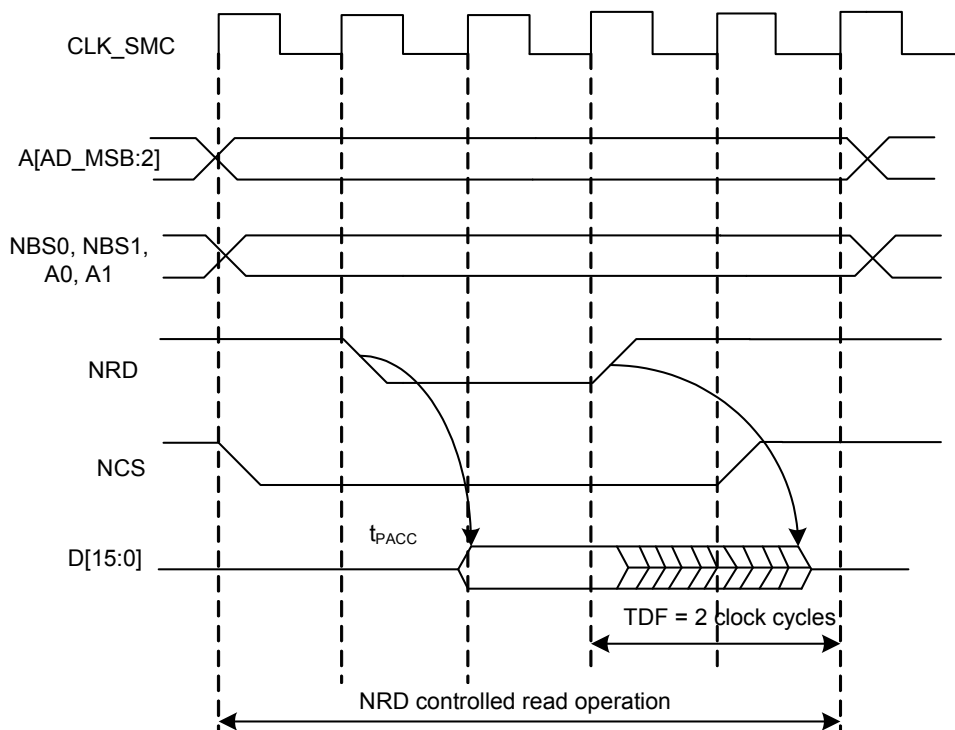 CLK_SMC
A[AD_MSB:2]
NBS0, NBS1,
A0, A1
NRD
NCS
tPACC
D[15:0]
TDF = 2 clock cycles
NRD controlled read operation